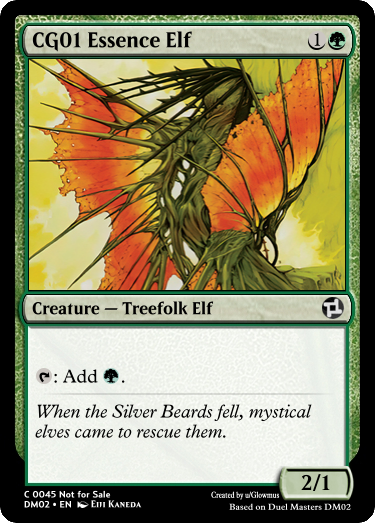 CG01 Essence Elf 1
Creature — Treefolk Elf
: Add .
When the Silver Beards fell, mystical
elves came to rescue them.
2/1
C 0045 Not for Sale
DM02 • EN Eiji Kaneda
Created by u/Glowmus
Based on Duel Masters DM02